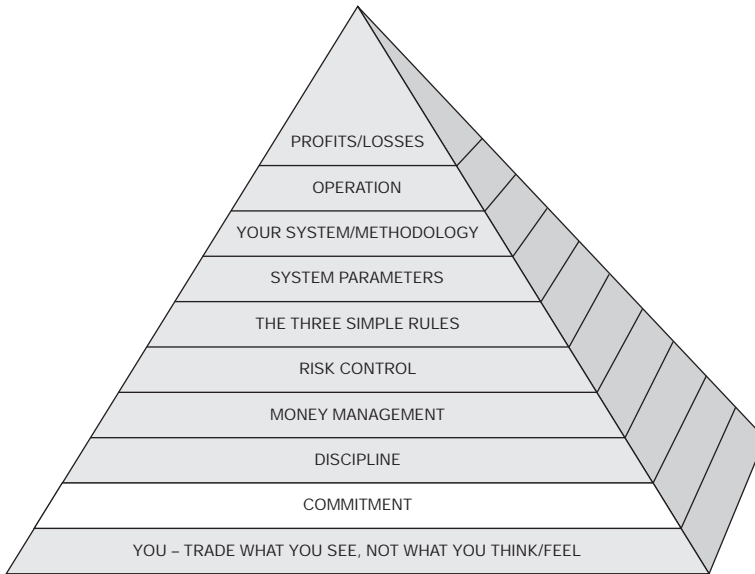 PROFITS/LOSSES
OPERATION
YOUR SYSTEM/METHODOLOGY
SYSTEM PARAMETERS
THE THREE SIMPLE RULES
RISK CONTROL
MONEY MANAGEMENT
DISCIPLINE
COMMITMENT
YOU – TRADE WHAT YOU SEE, NOT WHAT YOU THINK/FEEL